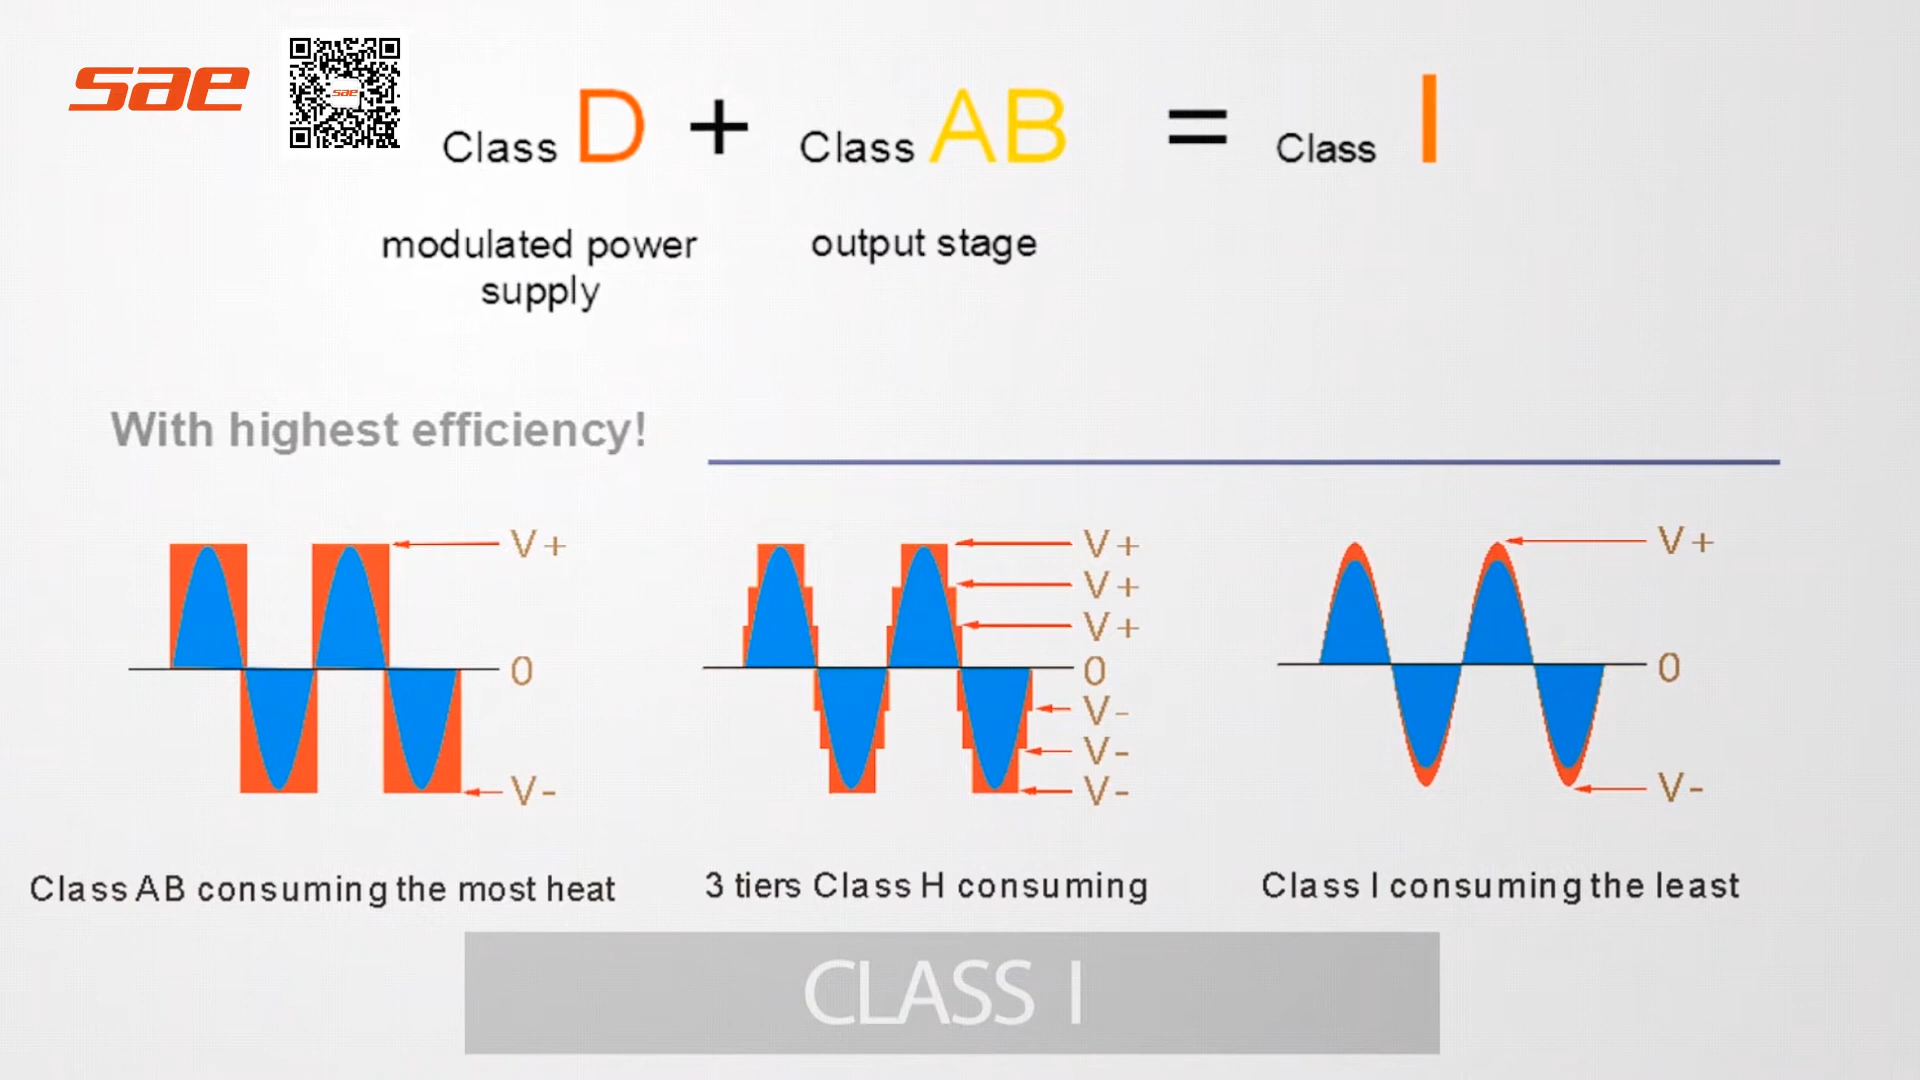 sae
sae
Class D + Class AB = Class I
modulated power
supply
output stage
With highest efficiency!
V+
0
V-
V+
V+
V+
0
V-
V-
V-
V+
0
V-
Class AB consuming the most heat
3 tiers Class H consuming
Class I consuming the least
CLASS I